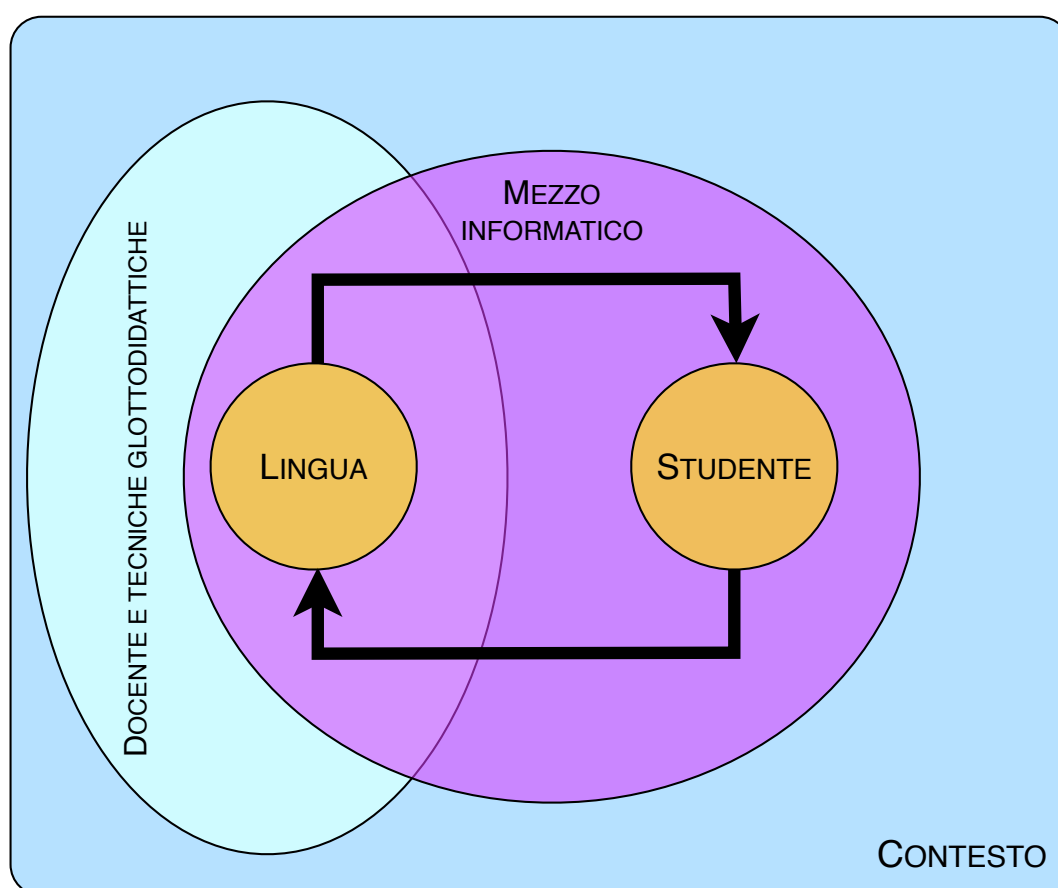 MEZZO
INFORMATICO
DOCENTE E TECNICHE GLOTTODIDATTICHE
LINGUA
STUDENTE
CONTESTO